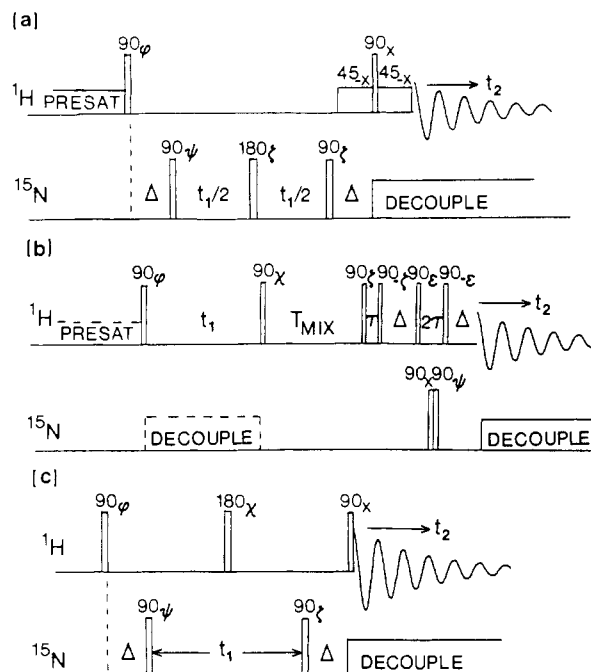 (a)
90φ 90x
¹H PRESAT 45-x 45-x t₂
90ψ 180ζ 90ζ
¹⁵N Δ t₁/2 t₁/2 Δ DECOUPLE
(b)
90φ 90χ 90ζ 90-ζ 90ε 90-ε
¹H PRESAT t₁ TMIX τ Δ 2τ Δ t₂
90x 90ψ
¹⁵N DECOUPLE DECOUPLE
(c)
90φ 180χ 90x
¹H t₂
90ψ 90ζ
¹⁵N Δ t₁ Δ DECOUPLE